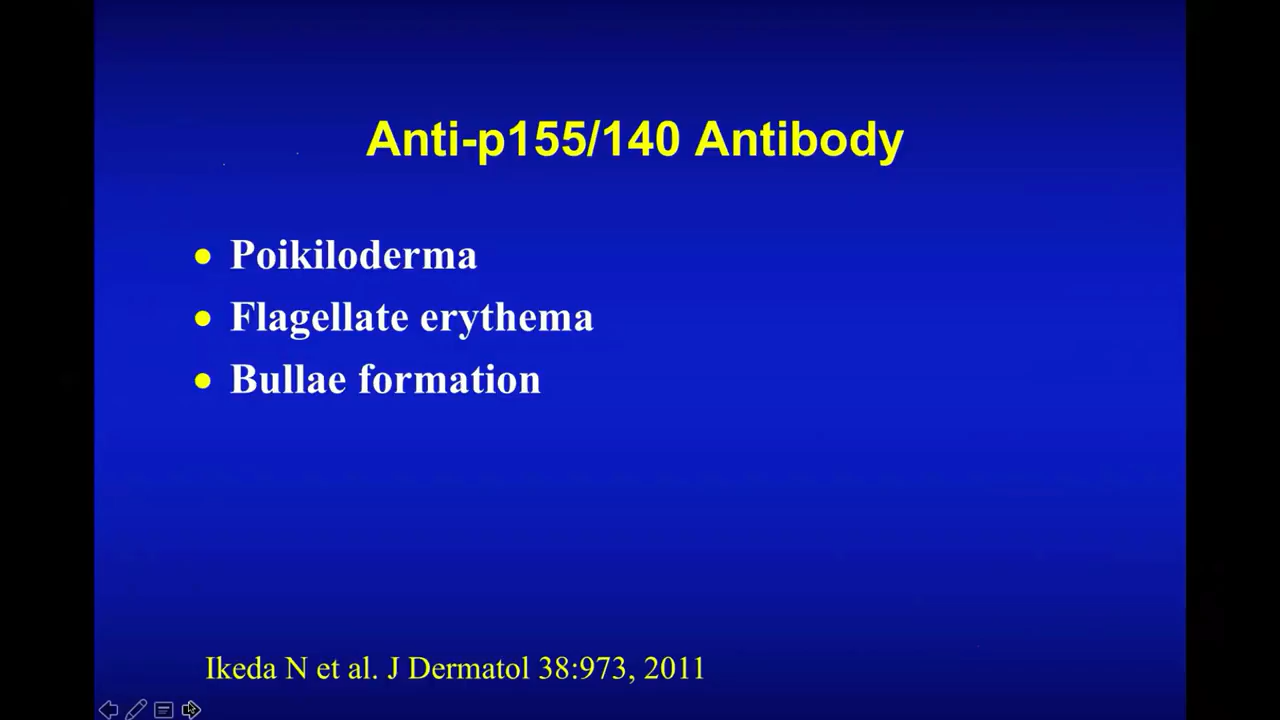 Anti-p155/140 Antibody
Poikiloderma
Flagellate erythema
Bullae formation
Ikeda N et al. J Dermatol 38:973, 2011